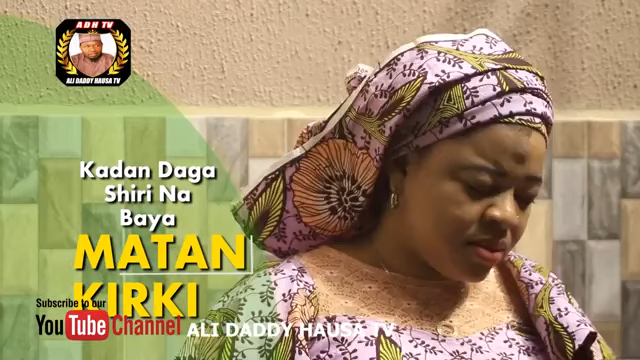 ADH TV
ALI DADDY HAUSA TV
Kadan Daga
Shiri Na
Baya
MATAN
KIRKI
Subscribe to our
YouTube Channel
ALI DADDY HAUSA TV